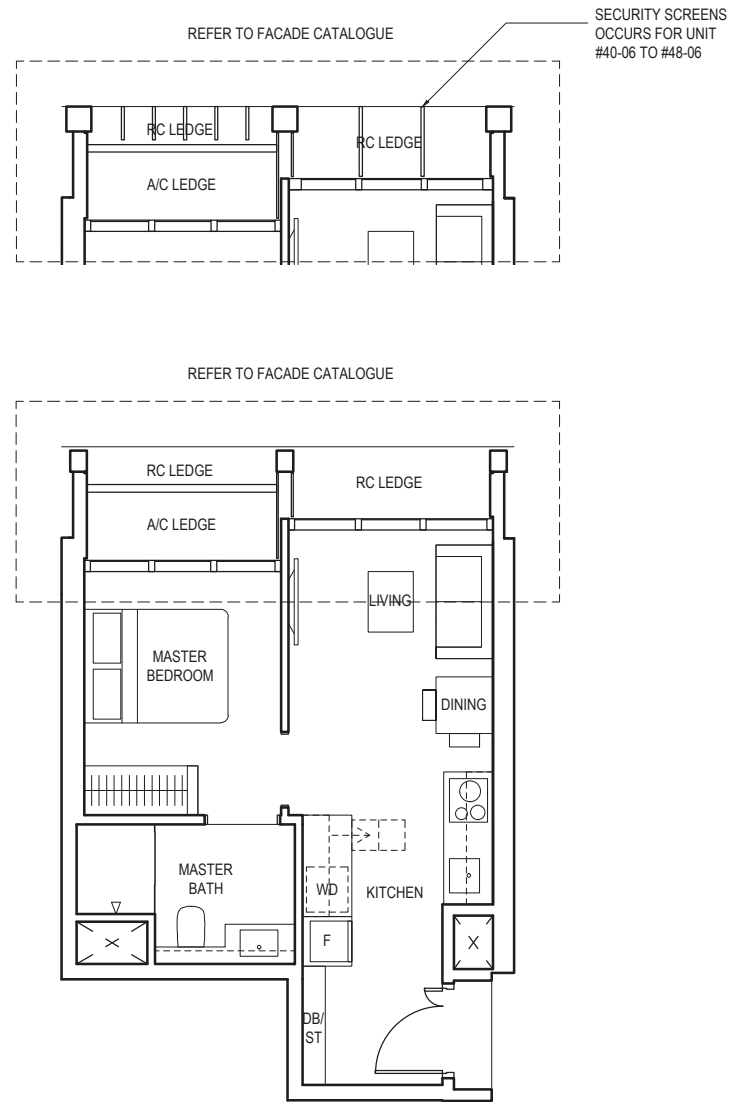 REFER TO FACADE CATALOGUE
SECURITY SCREENS
OCCURS FOR UNIT
#40-06 TO #48-06
RC LEDGE
RC LEDGE
A/C LEDGE
REFER TO FACADE CATALOGUE
RC LEDGE
RC LEDGE
A/C LEDGE
LIVING
MASTER
BEDROOM
DINING
MASTER
BATH
WD
KITCHEN
F
DB/
ST